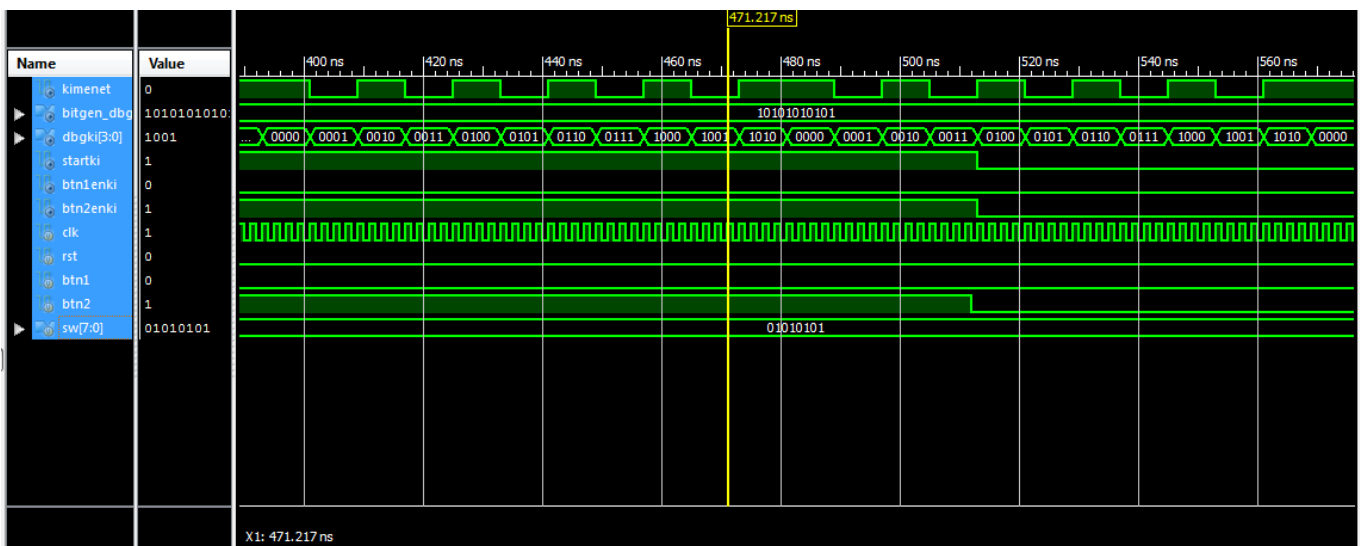 471.217 ns
Name Value
400 ns 420 ns 440 ns 460 ns 480 ns 500 ns 520 ns 540 ns 560 ns
kimenet 0
bitgen_dbg 1010101010 10101010101
dbgki[3:0] 1001 ... 0000 0001 0010 0011 0100 0101 0110 0111 1000 1001 1010 0000 0001 0010 0011 0100 0101 0110 0111 1000 1001 1010 0000
startki 1
btn1enki 0
btn2enki 1
clk 1
rst 0
btn1 0
btn2 1
sw[7:0] 01010101 01010101
X1: 471.217 ns